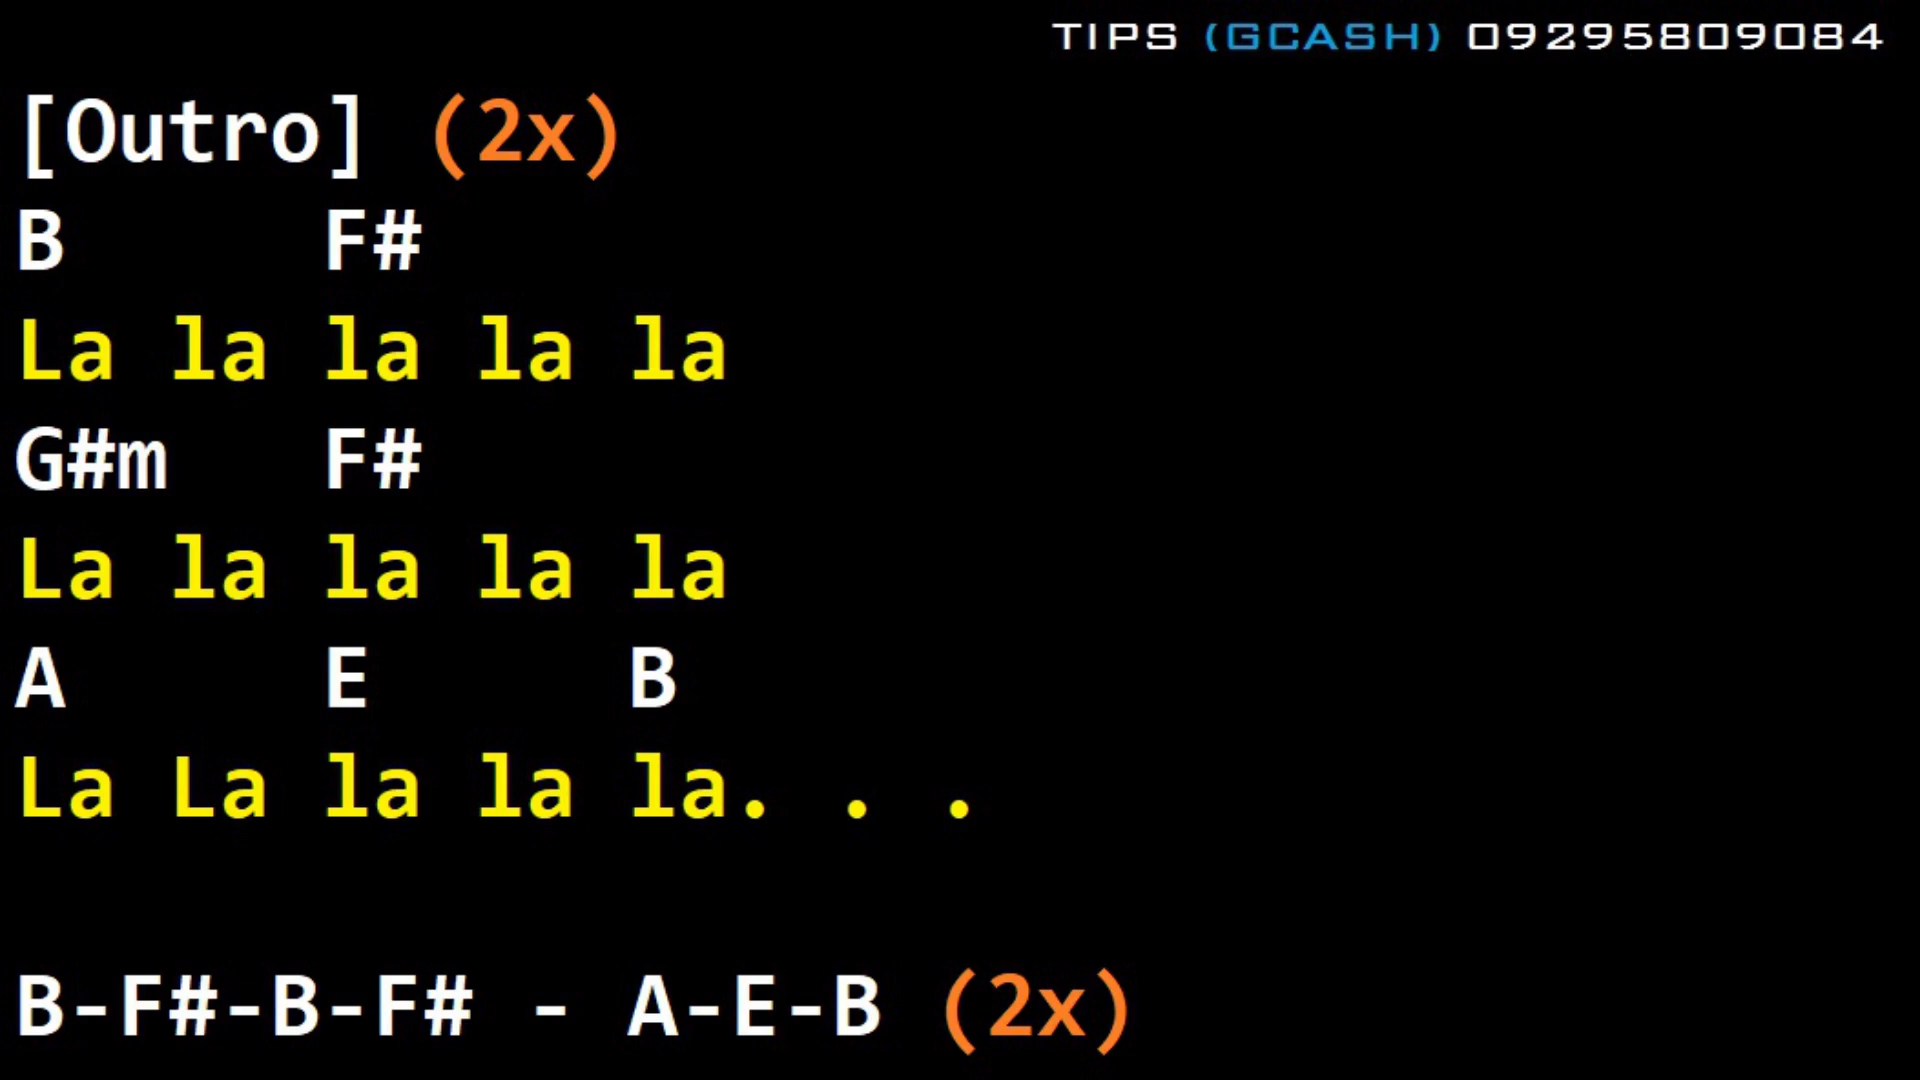 TIPS (GCASH) 09295809084
[Outro] (2x)
B     F#
La la la la la
G#m   F#
La la la la la
A     E     B
La La la la la. . .
B-F#-B-F# - A-E-B (2x)